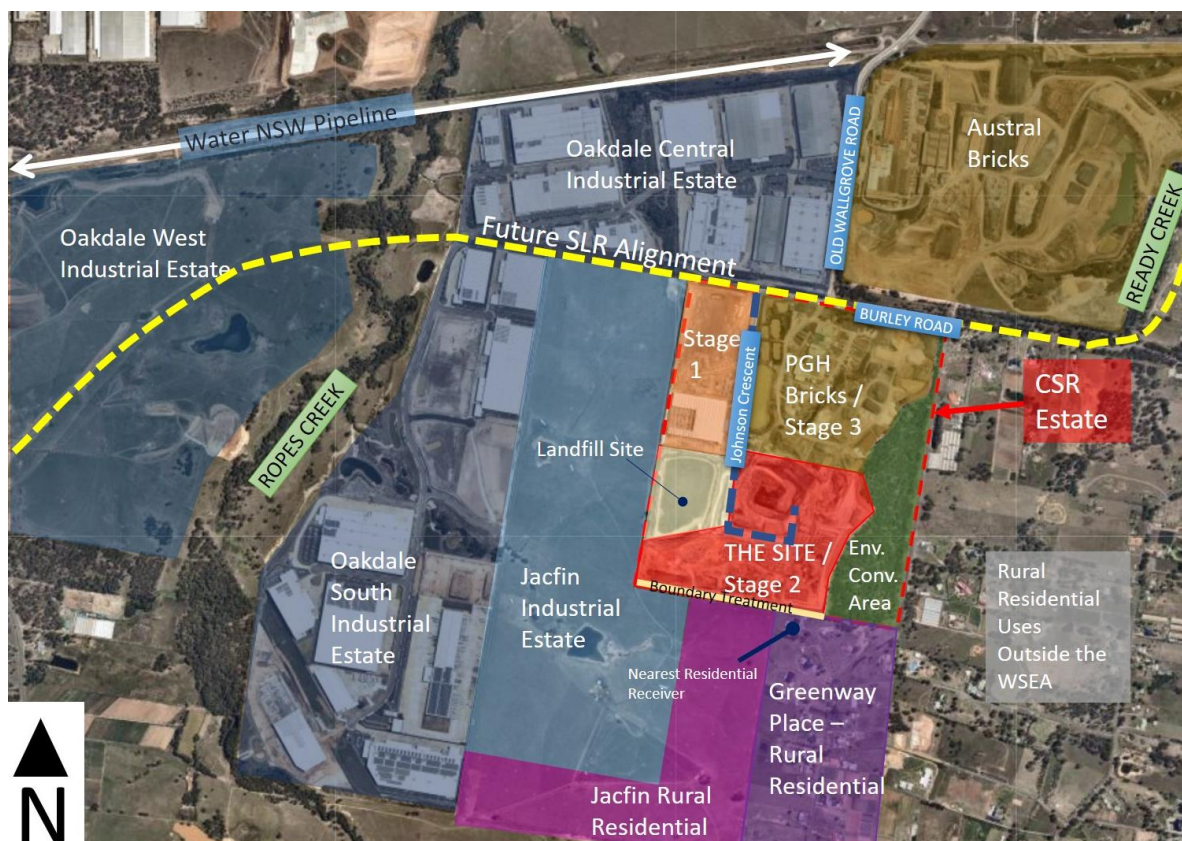 Water NSW Pipeline
Oakdale Central
Industrial Estate
OLD WALLGROVE ROAD
Austral
Bricks
READY CREEK
Oakdale West
Industrial Estate
Future SLR Alignment
BURLEY ROAD
Stage
1
Johnson Crescent
PGH
Bricks /
Stage 3
CSR
Estate
ROPES CREEK
Landfill Site
THE SITE /
Stage 2
Env.
Conv.
Area
Boundary Treatment
Oakdale
South
Industrial
Estate
Jacfin
Industrial
Estate
Rural
Residential
Uses
Outside the
WSEA
Nearest Residential
Receiver
Greenway
Place –
Rural
Residential
Jacfin Rural
Residential
N